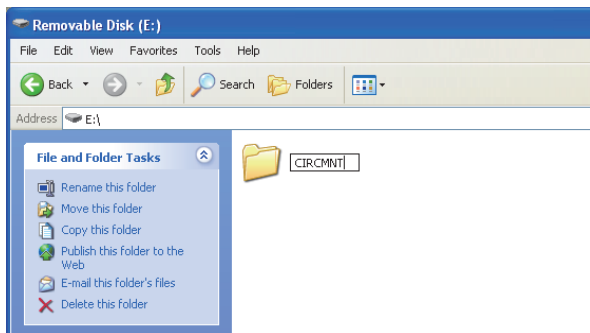 Removable Disk (E:)
File Edit View Favorites Tools Help
Back Search Folders
Address E:\
File and Folder Tasks
Rename this folder
Move this folder
Copy this folder
Publish this folder to the
Web
E-mail this folder's files
Delete this folder
CIRCMNT